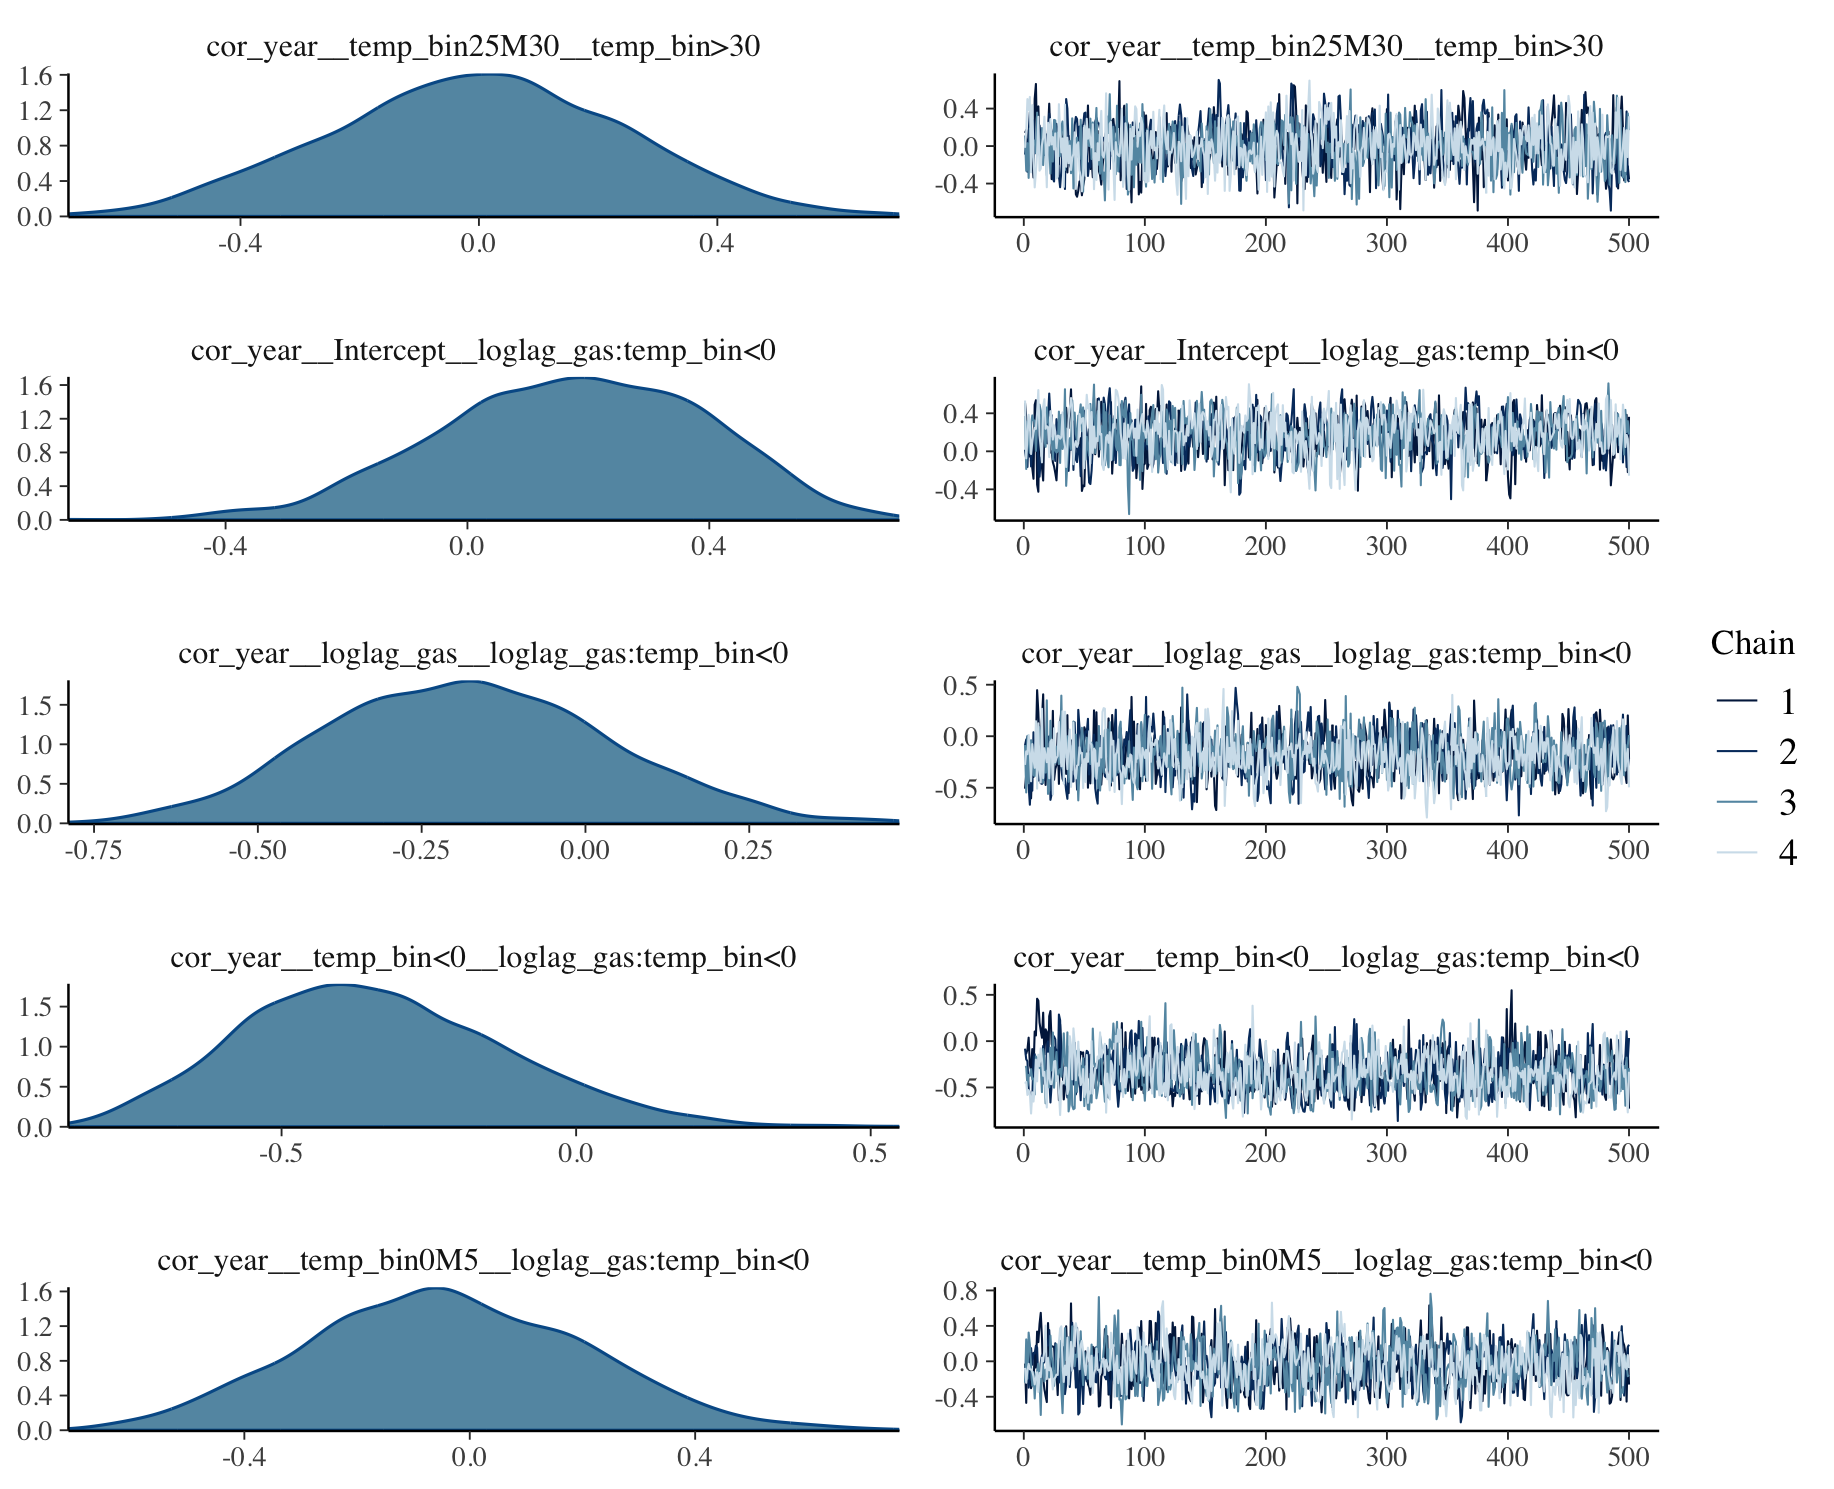 cor_year__temp_bin25M30__temp_bin>30
1.6
1.2
0.8
0.4
0.0
-0.4 0.0 0.4
cor_year__temp_bin25M30__temp_bin>30
0.4
0.0
-0.4
0 100 200 300 400 500
cor_year__Intercept__loglag_gas:temp_bin<0
1.6
1.2
0.8
0.4
0.0
-0.4 0.0 0.4
cor_year__Intercept__loglag_gas:temp_bin<0
0.4
0.0
-0.4
0 100 200 300 400 500
cor_year__loglag_gas__loglag_gas:temp_bin<0
1.5
1.0
0.5
0.0
-0.75 -0.50 -0.25 0.00 0.25
cor_year__loglag_gas__loglag_gas:temp_bin<0
0.5
0.0
-0.5
0 100 200 300 400 500
cor_year__temp_bin<0__loglag_gas:temp_bin<0
1.5
1.0
0.5
0.0
-0.5 0.0 0.5
cor_year__temp_bin<0__loglag_gas:temp_bin<0
0.5
0.0
-0.5
0 100 200 300 400 500
cor_year__temp_bin0M5__loglag_gas:temp_bin<0
1.6
1.2
0.8
0.4
0.0
-0.4 0.0 0.4
cor_year__temp_bin0M5__loglag_gas:temp_bin<0
0.8
0.4
0.0
-0.4
0 100 200 300 400 500
Chain
1
2
3
4